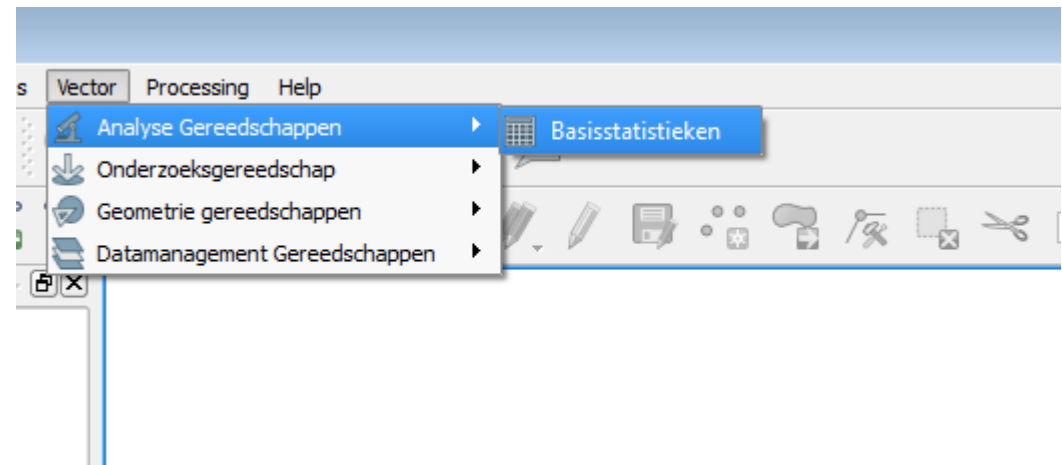 s Vector Processing Help
Analyse Gereedschappen
Basisstatistieken
Onderzoeksgereedschap
Geometrie gereedschappen
Datamanagement Gereedschappen